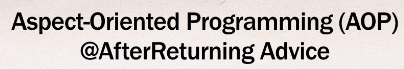 Aspect-Oriented Programming (AOP)
@AfterReturning Advice